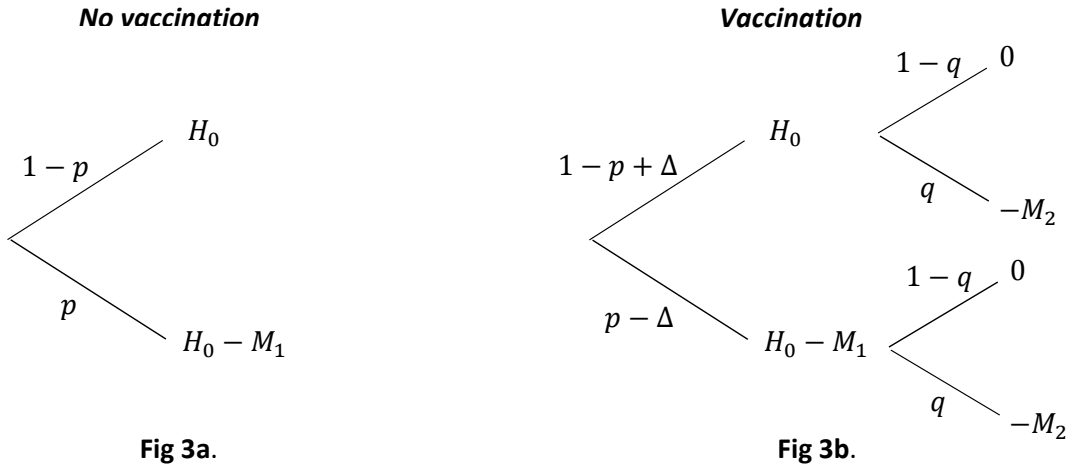 No vaccination
Vaccination
1 − p
H₀
p
H₀ − M₁
Fig 3a.
1 − p + Δ
H₀
1 − q
0
q
−M₂
p − Δ
H₀ − M₁
1 − q
0
q
−M₂
Fig 3b.